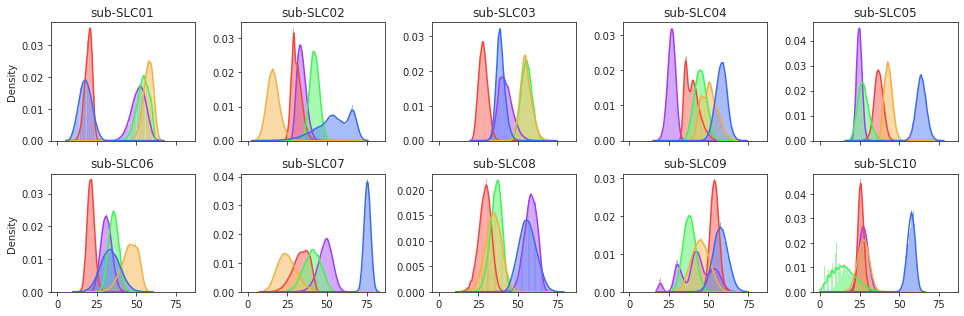 sub-SLC01 sub-SLC02 sub-SLC03 sub-SLC04 sub-SLC05
Density
0.03 0.02 0.01 0.00
0.03 0.02 0.01 0.00
0.03 0.02 0.01 0.00
0.03 0.02 0.01 0.00
0.04 0.03 0.02 0.01 0.00
sub-SLC06 sub-SLC07 sub-SLC08 sub-SLC09 sub-SLC10
Density
0.03 0.02 0.01 0.00
0.04 0.03 0.02 0.01 0.00
0.020 0.015 0.010 0.005 0.000
0.03 0.02 0.01 0.00
0.04 0.03 0.02 0.01 0.00
0 25 50 75
25 50 75
0 25 50 75
0 25 50 75
0 25 50 75